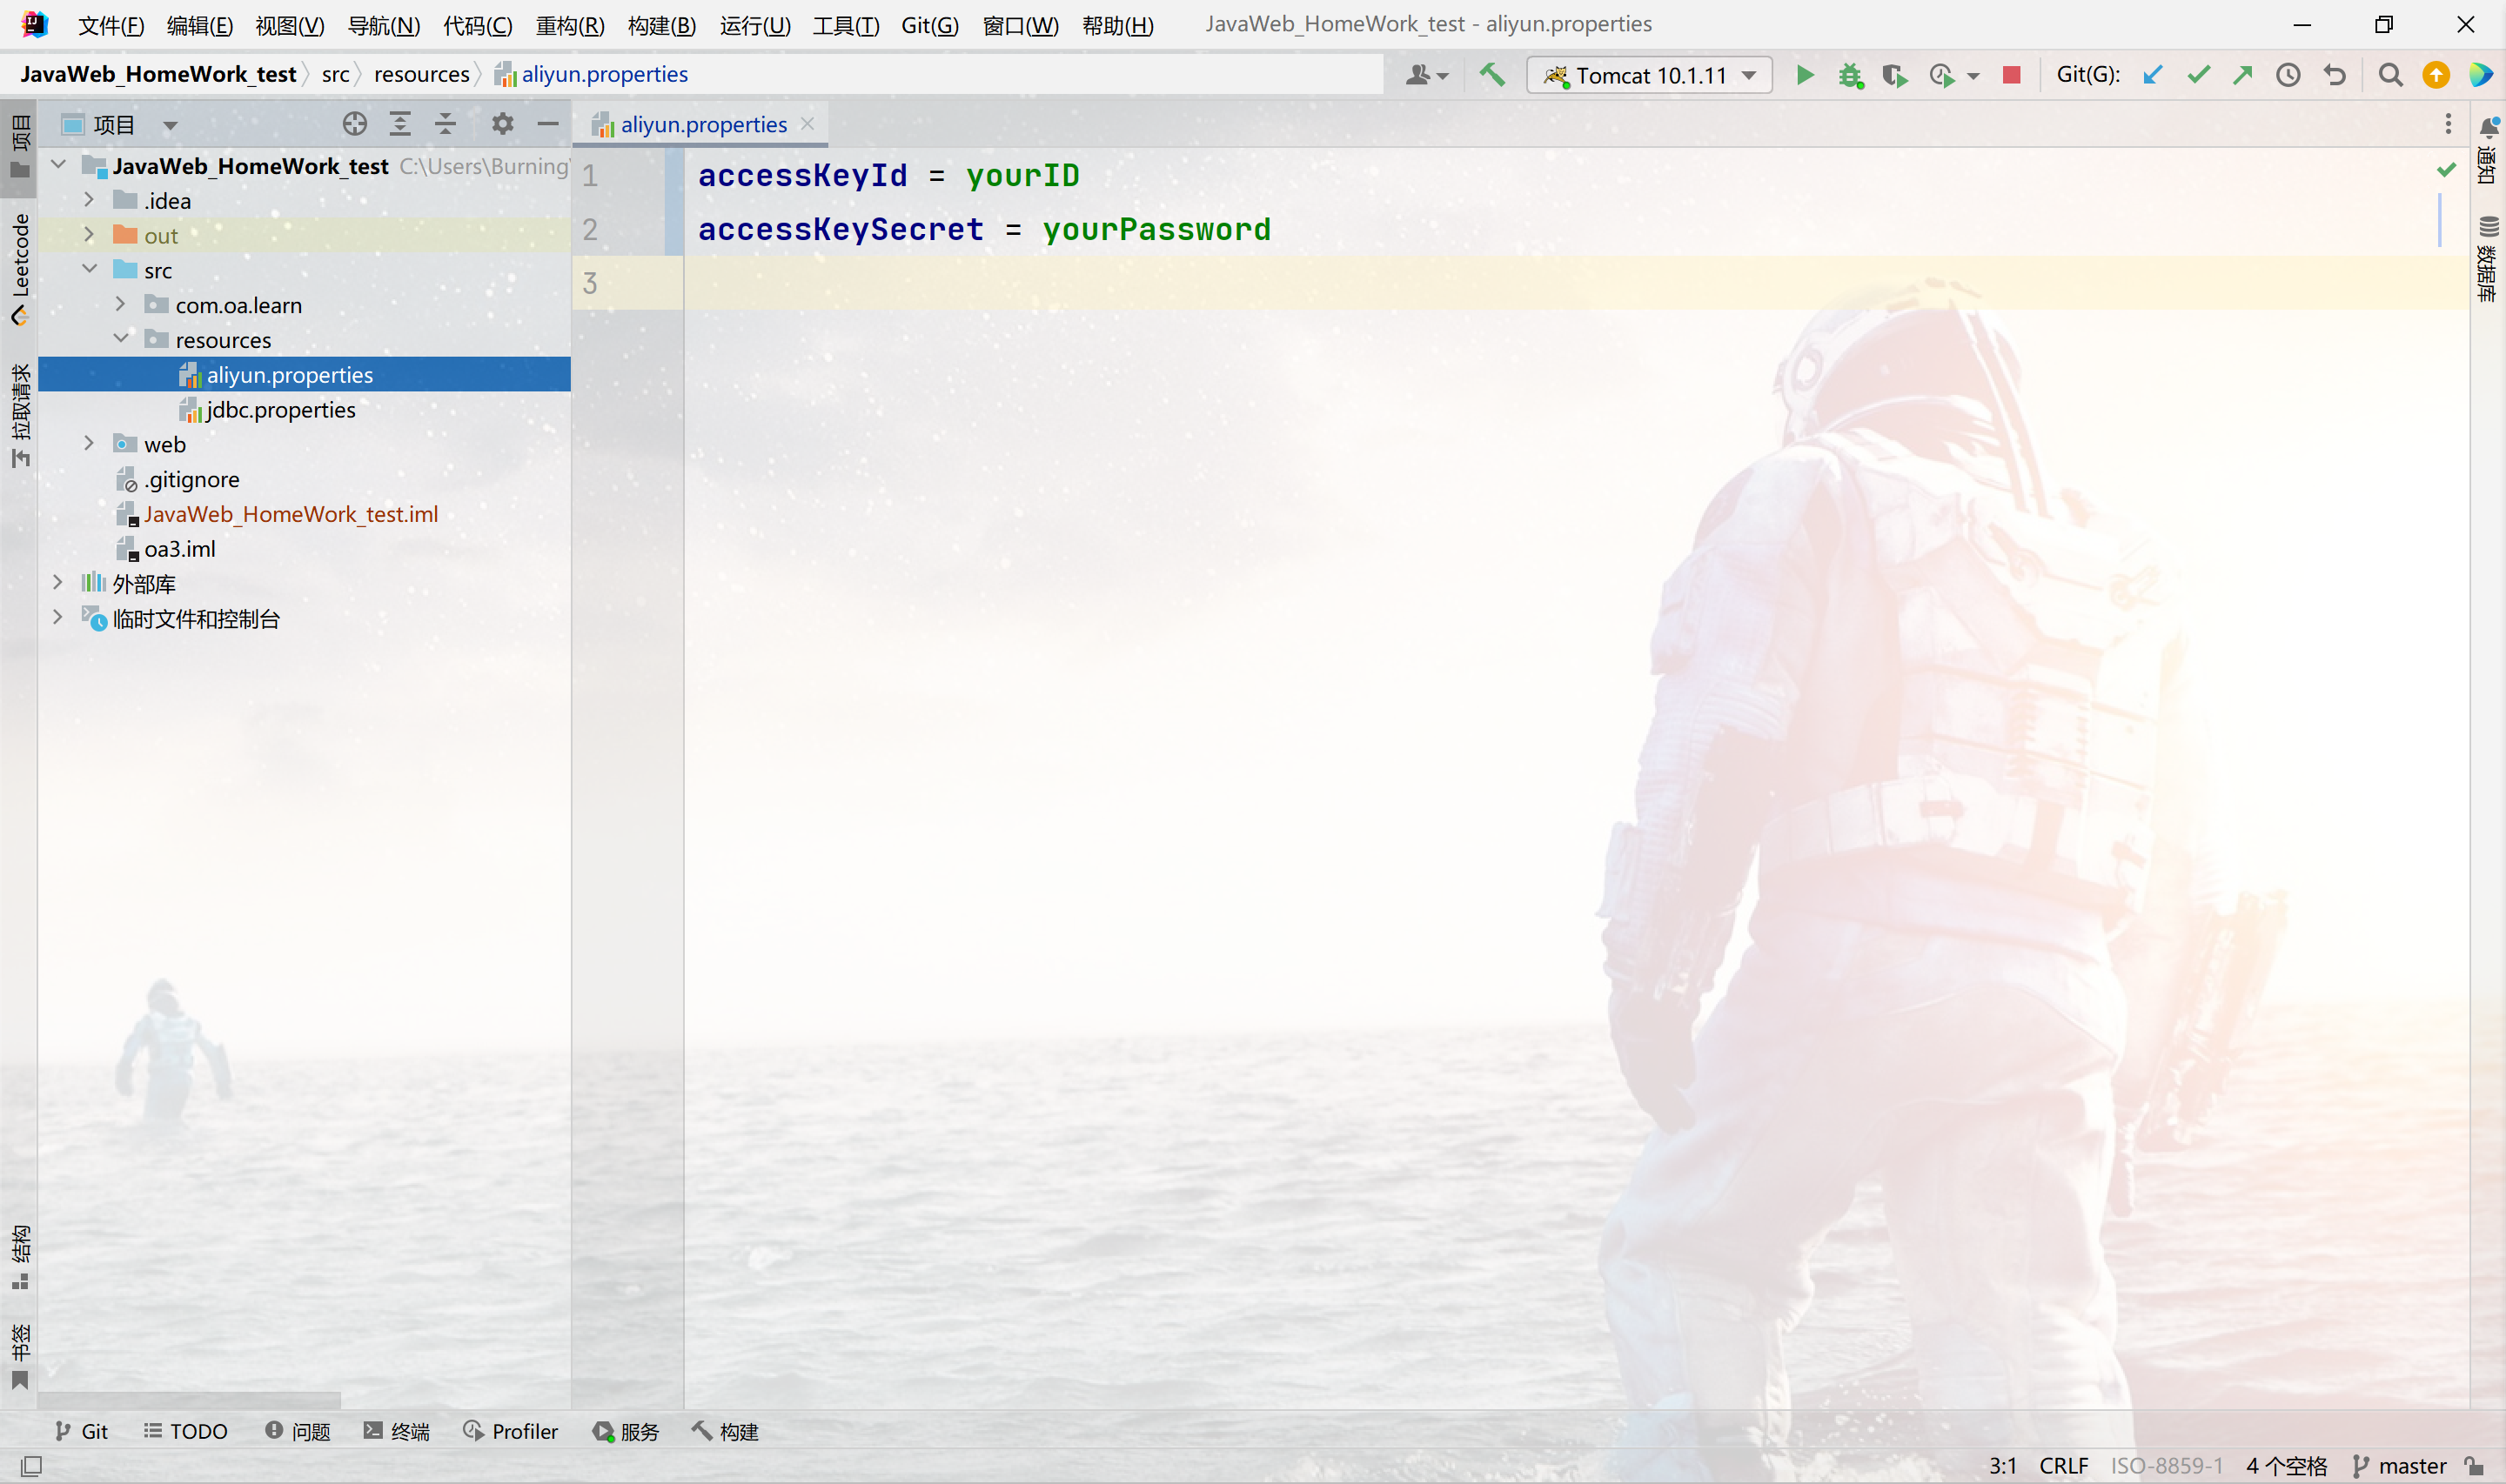 文件(F) 编辑(E) 视图(V) 导航(N) 代码(C) 重构(R) 构建(B) 运行(U) 工具(T) Git(G) 窗口(W) 帮助(H) JavaWeb_HomeWork_test - aliyun.properties
JavaWeb_HomeWork_test src resources aliyun.properties Tomcat 10.1.11 Git(G):
项目
Leetcode
拉取请求
结构
书签
项目
JavaWeb_HomeWork_test C:\Users\Burning
.idea
out
src
com.oa.learn
resources
aliyun.properties
jdbc.properties
web
.gitignore
JavaWeb_HomeWork_test.iml
oa3.iml
外部库
临时文件和控制台
aliyun.properties
1 accessKeyId = yourID
2 accessKeySecret = yourPassword
3
通知
数据库
Git TODO 问题 终端 Profiler 服务 构建
3:1 CRLF ISO-8859-1 4 个空格 master